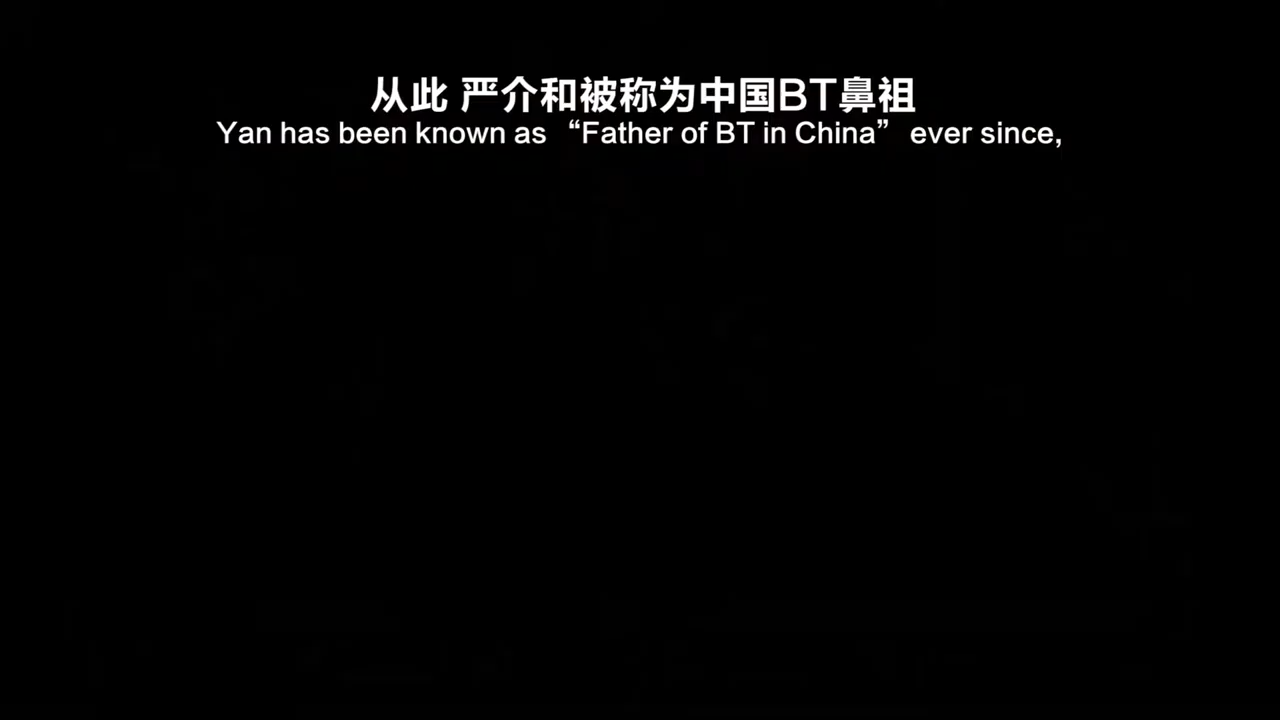 从此 严介和被称为中国BT鼻祖
Yan has been known as “Father of BT in China” ever since,